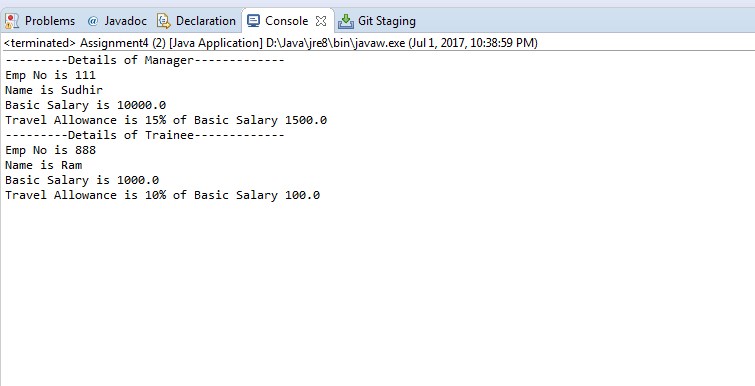 Problems @ Javadoc Declaration Console Git Staging
<terminated> Assignment4 (2) [Java Application] D:\Java\jre8\bin\javaw.exe (Jul 1, 2017, 10:38:59 PM)
---------Details of Manager-------------
Emp No is 111
Name is Sudhir
Basic Salary is 10000.0
Travel Allowance is 15% of Basic Salary 1500.0
---------Details of Trainee-------------
Emp No is 888
Name is Ram
Basic Salary is 1000.0
Travel Allowance is 10% of Basic Salary 100.0